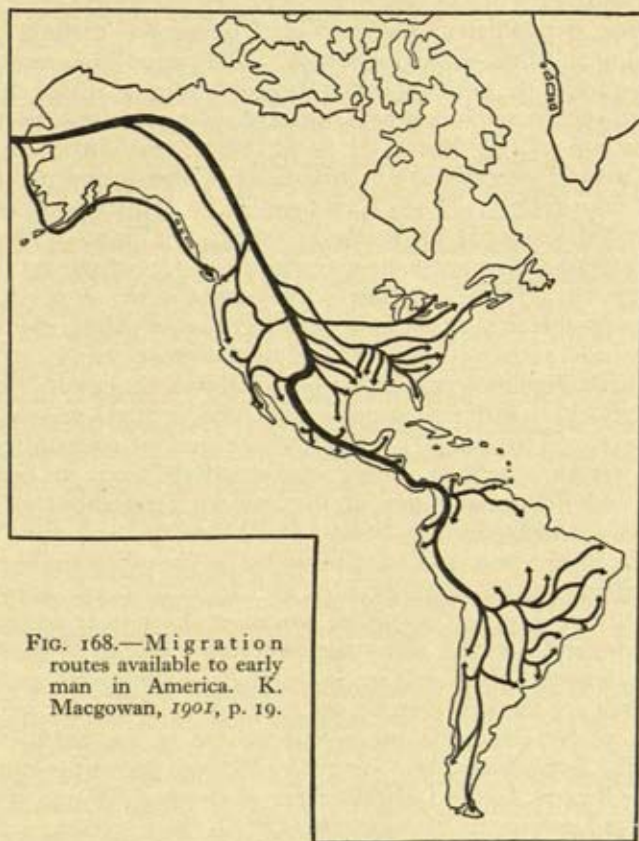 FIG. 168.—Migration
routes available to early
man in America. K.
Macgowan, 1901, p. 19.